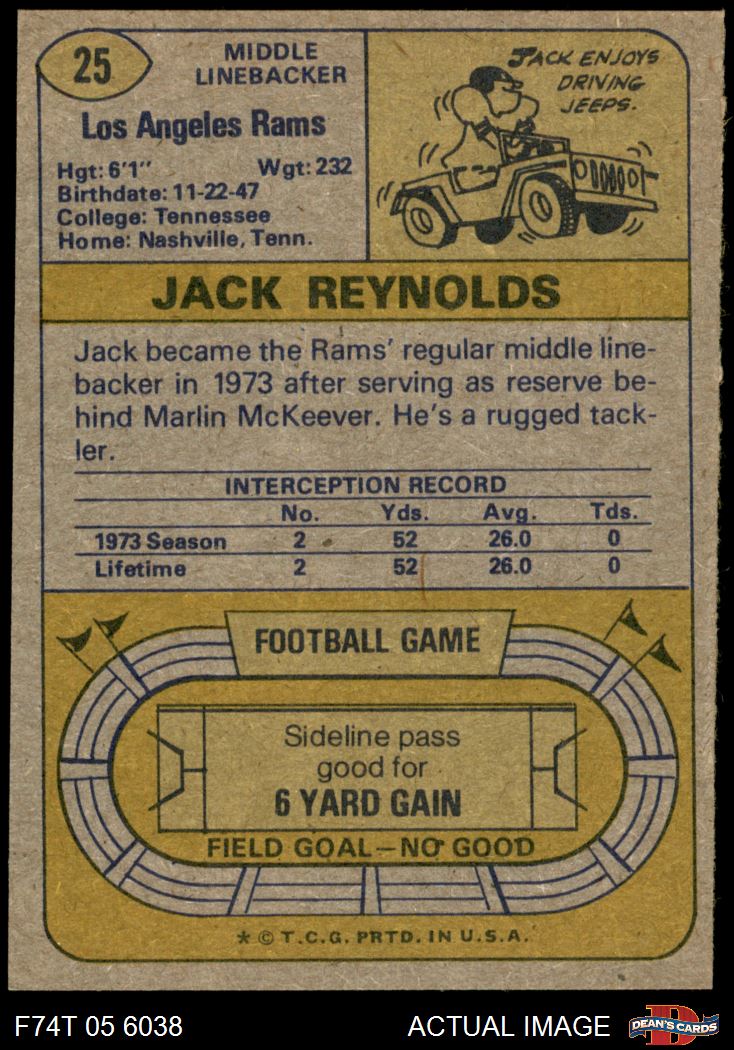 25
MIDDLE
LINEBACKER
Los Angeles Rams
Hgt: 6'1" Wgt: 232
Birthdate: 11-22-47
College: Tennessee
Home: Nashville, Tenn.
JACK ENJOYS
DRIVING
JEEPS.
JACK REYNOLDS
Jack became the Rams' regular middle line-
backer in 1973 after serving as reserve be-
hind Marlin McKeever. He's a rugged tack-
ler.
INTERCEPTION RECORD
No. Yds. Avg. Tds.
1973 Season 2 52 26.0 0
Lifetime 2 52 26.0 0
FOOTBALL GAME
Sideline pass
good for
6 YARD GAIN
FIELD GOAL—NO GOOD
* © T.C.G. PRTD. IN U.S.A.
F74T 05 6038 ACTUAL IMAGE
D
DEAN'S CARDS